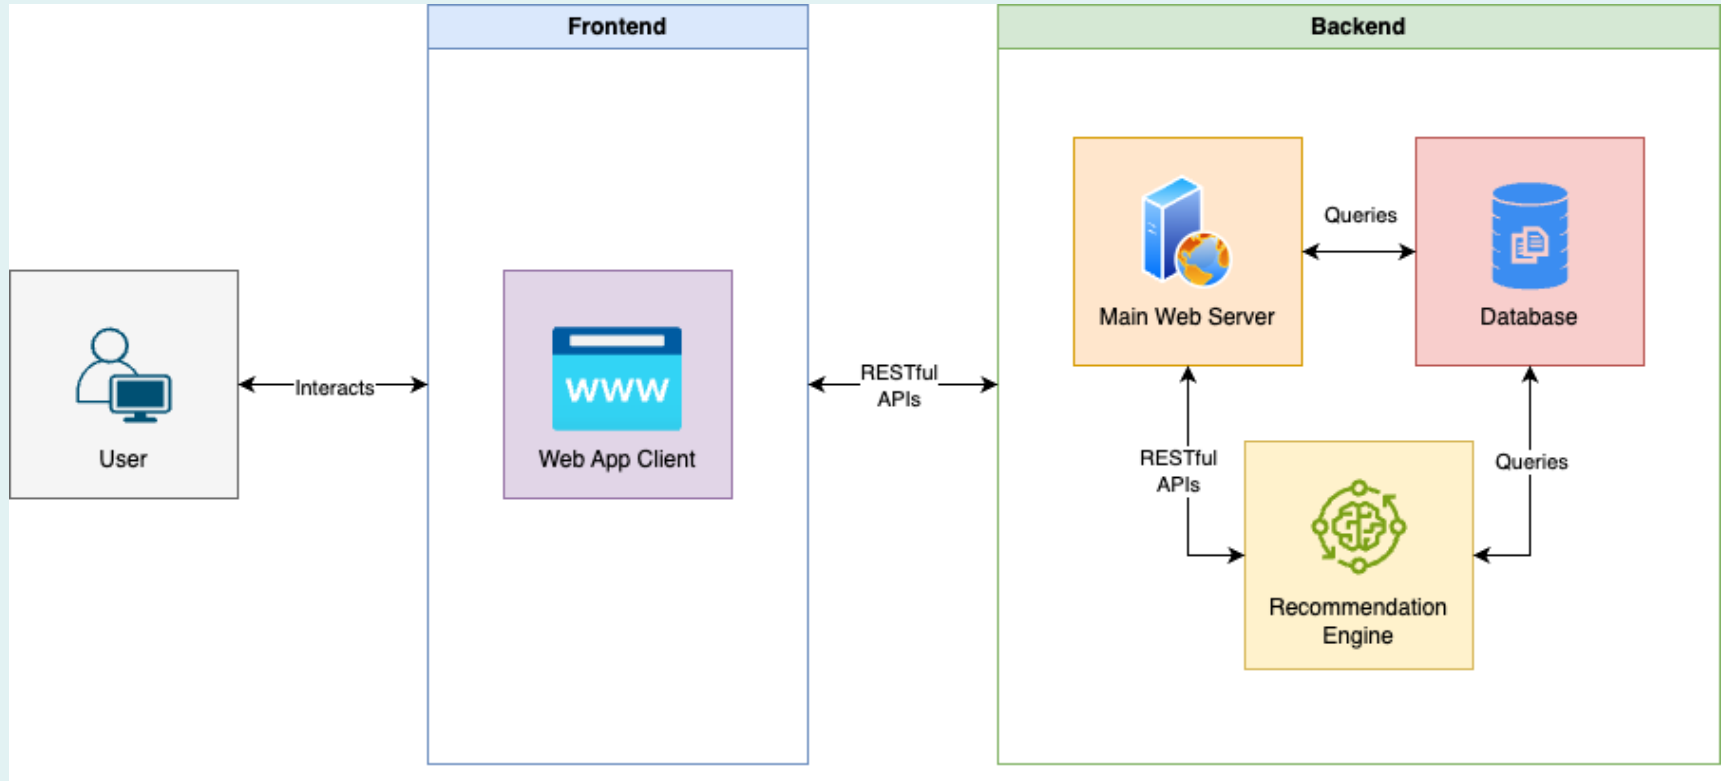 Frontend
Backend
User
Interacts
WWW
Web App Client
RESTful
APIs
Main Web Server
Queries
Database
RESTful
APIs
Queries
Recommendation
Engine